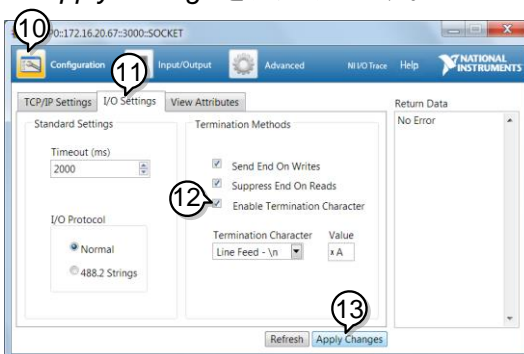 10
0::172.16.20.67::3000::SOCKET
Configuration
11
Input/Output
Advanced
NI I/O Trace
Help
NATIONAL
INSTRUMENTS
TCP/IP Settings
I/O Settings
View Attributes
Return Data
Standard Settings
Termination Methods
No Error
Timeout (ms)
2000
Send End On Writes
Suppress End On Reads
12
Enable Termination Character
I/O Protocol
Termination Character
Value
Normal
Line Feed - \n
x A
488.2 Strings
13
Refresh
Apply Changes